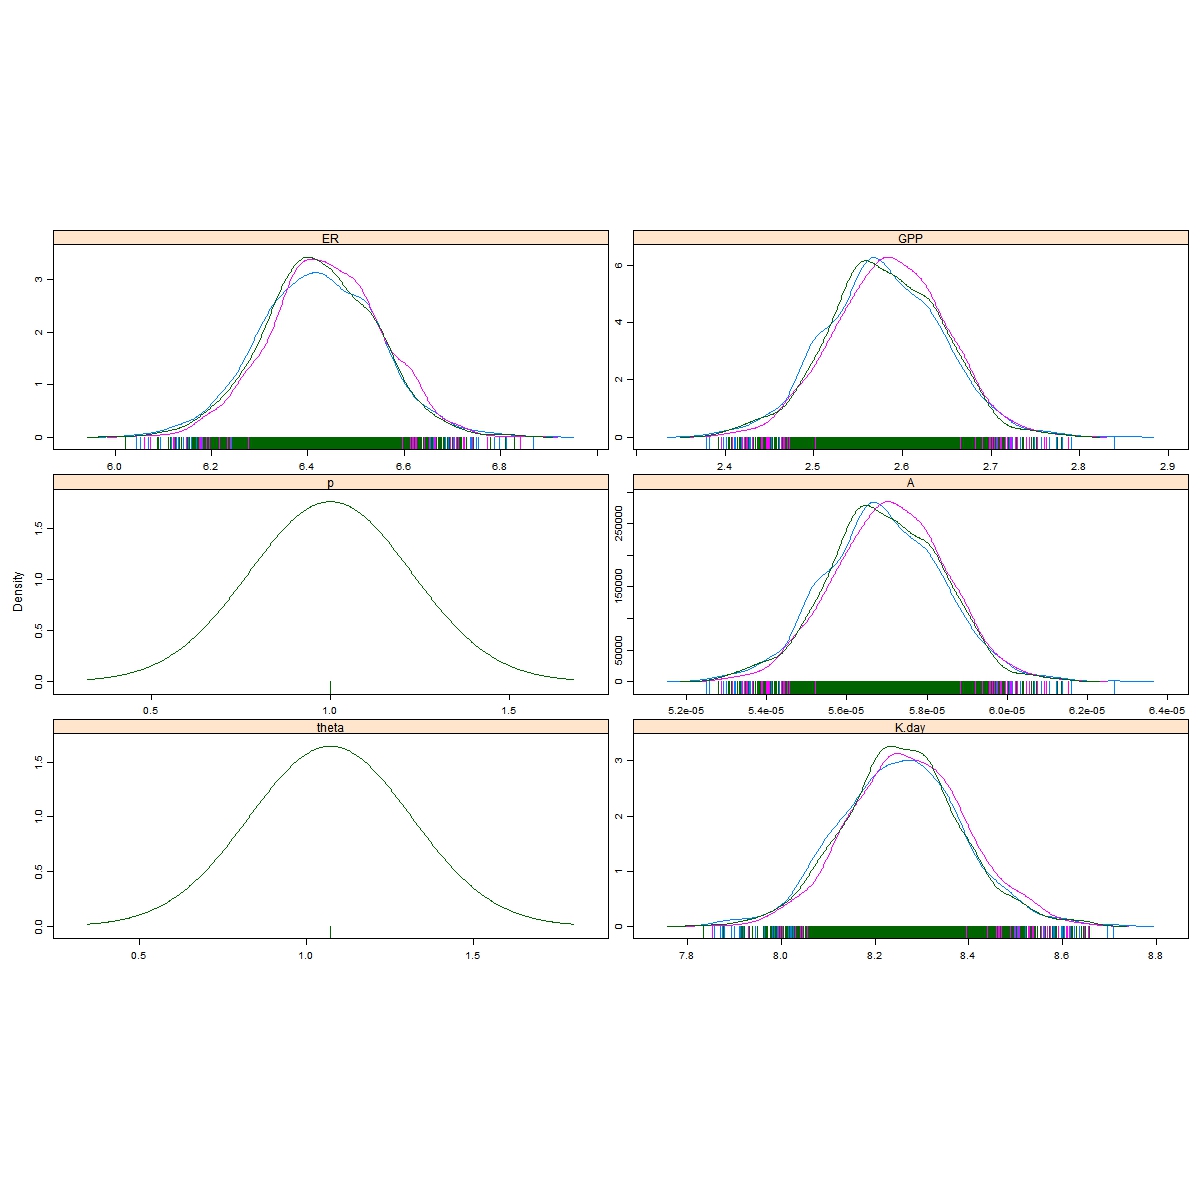 ER
GPP
0 1 2 3
0 2 4 6
6.0 6.2 6.4 6.6 6.8
2.4 2.5 2.6 2.7 2.8 2.9
p
A
Density
0.0 0.5 1.0 1.5
0 50000 150000 250000
0.5 1.0 1.5
5.2e-05 5.4e-05 5.6e-05 5.8e-05 6.0e-05 6.2e-05 6.4e-05
theta
K.day
0.0 0.5 1.0 1.5
0 1 2 3
0.5 1.0 1.5
7.8 8.0 8.2 8.4 8.6 8.8